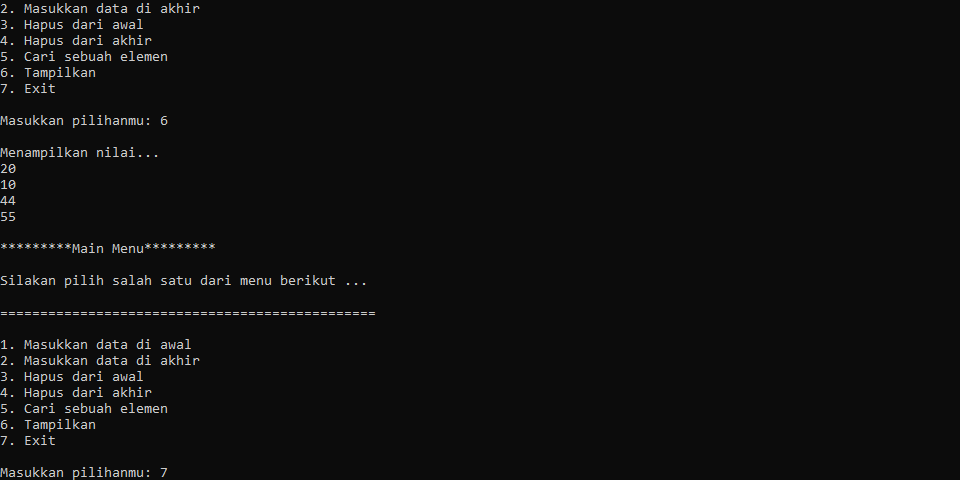 2. Masukkan data di akhir
3. Hapus dari awal
4. Hapus dari akhir
5. Cari sebuah elemen
6. Tampilkan
7. Exit
Masukkan pilihanmu: 6
Menampilkan nilai...
20
10
44
55
*********Main Menu*********
Silakan pilih salah satu dari menu berikut ...
===============================================
1. Masukkan data di awal
2. Masukkan data di akhir
3. Hapus dari awal
4. Hapus dari akhir
5. Cari sebuah elemen
6. Tampilkan
7. Exit
Masukkan pilihanmu: 7